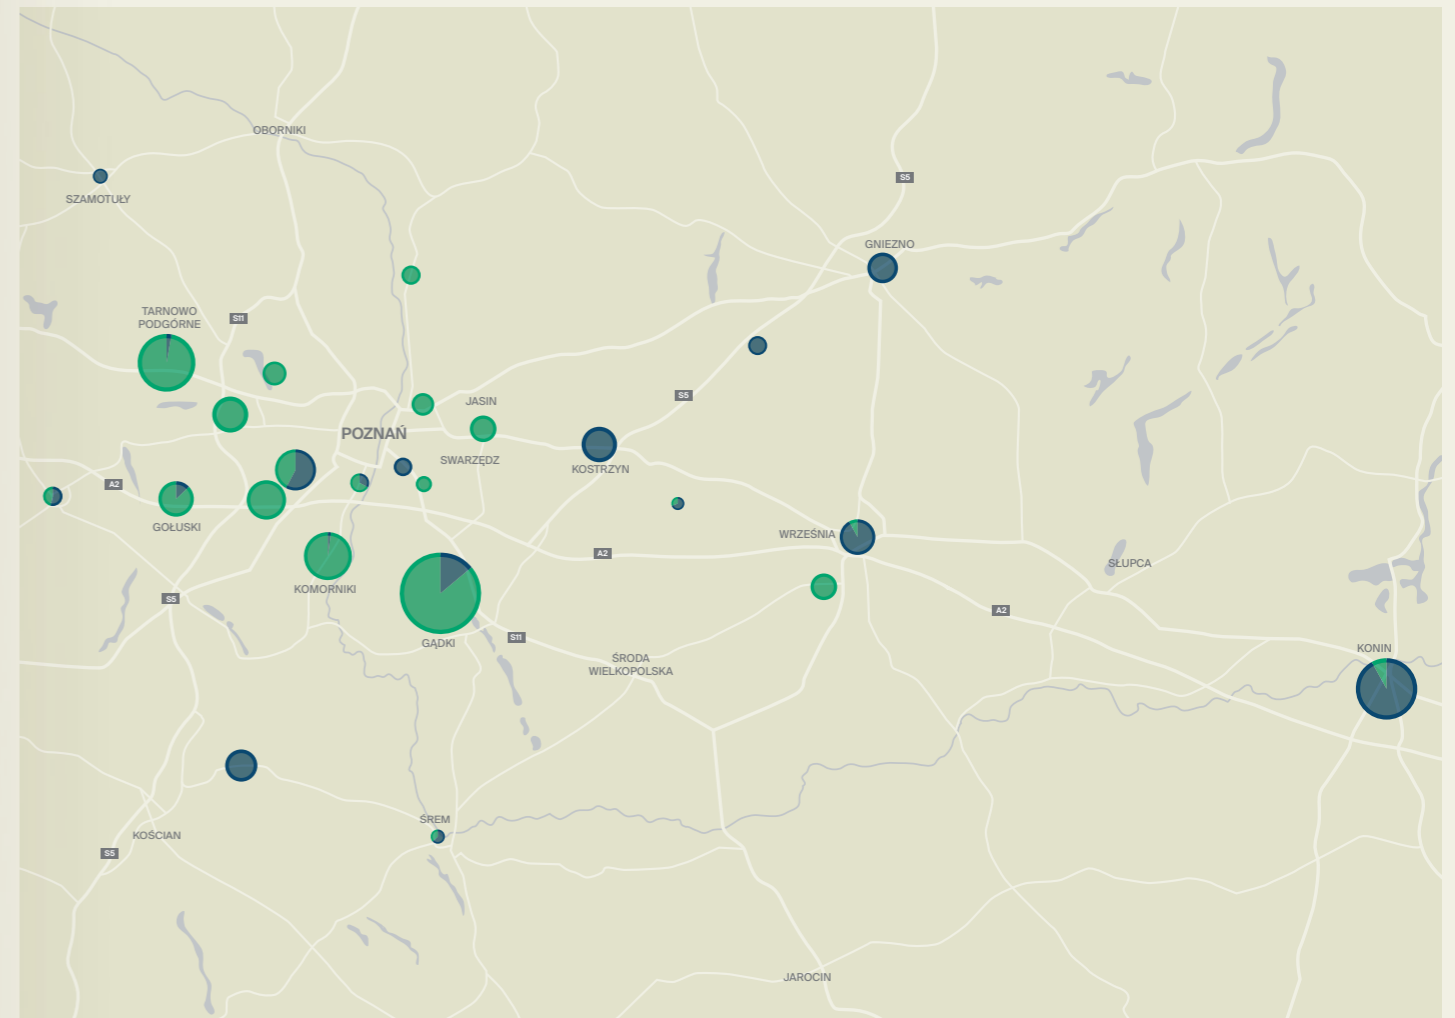 OBORNIKI
S5
SZAMOTUŁY
GNIEZNO
TARNOWO
PODGÓRNE
S11
S5
JASIN
POZNAŃ
SWARZĘDZ
KOSTRZYN
A2
GOŁUSKI
WRZEŚNIA
A2
SŁUPCA
KOMORNIKI
S5
A2
GĄDKI
S11
KONIN
ŚRODA
WIELKOPOLSKA
ŚREM
KOŚCIAN
S5
JAROCIN